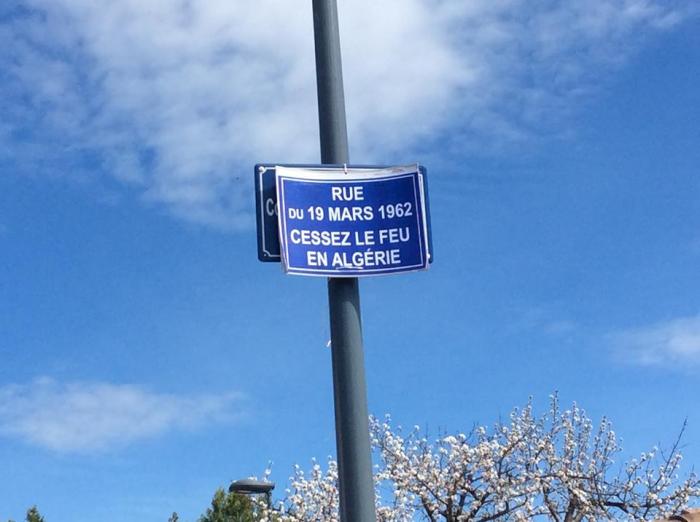 RUE
DU 19 MARS 1962
CESSEZ LE FEU
EN ALGÉRIE